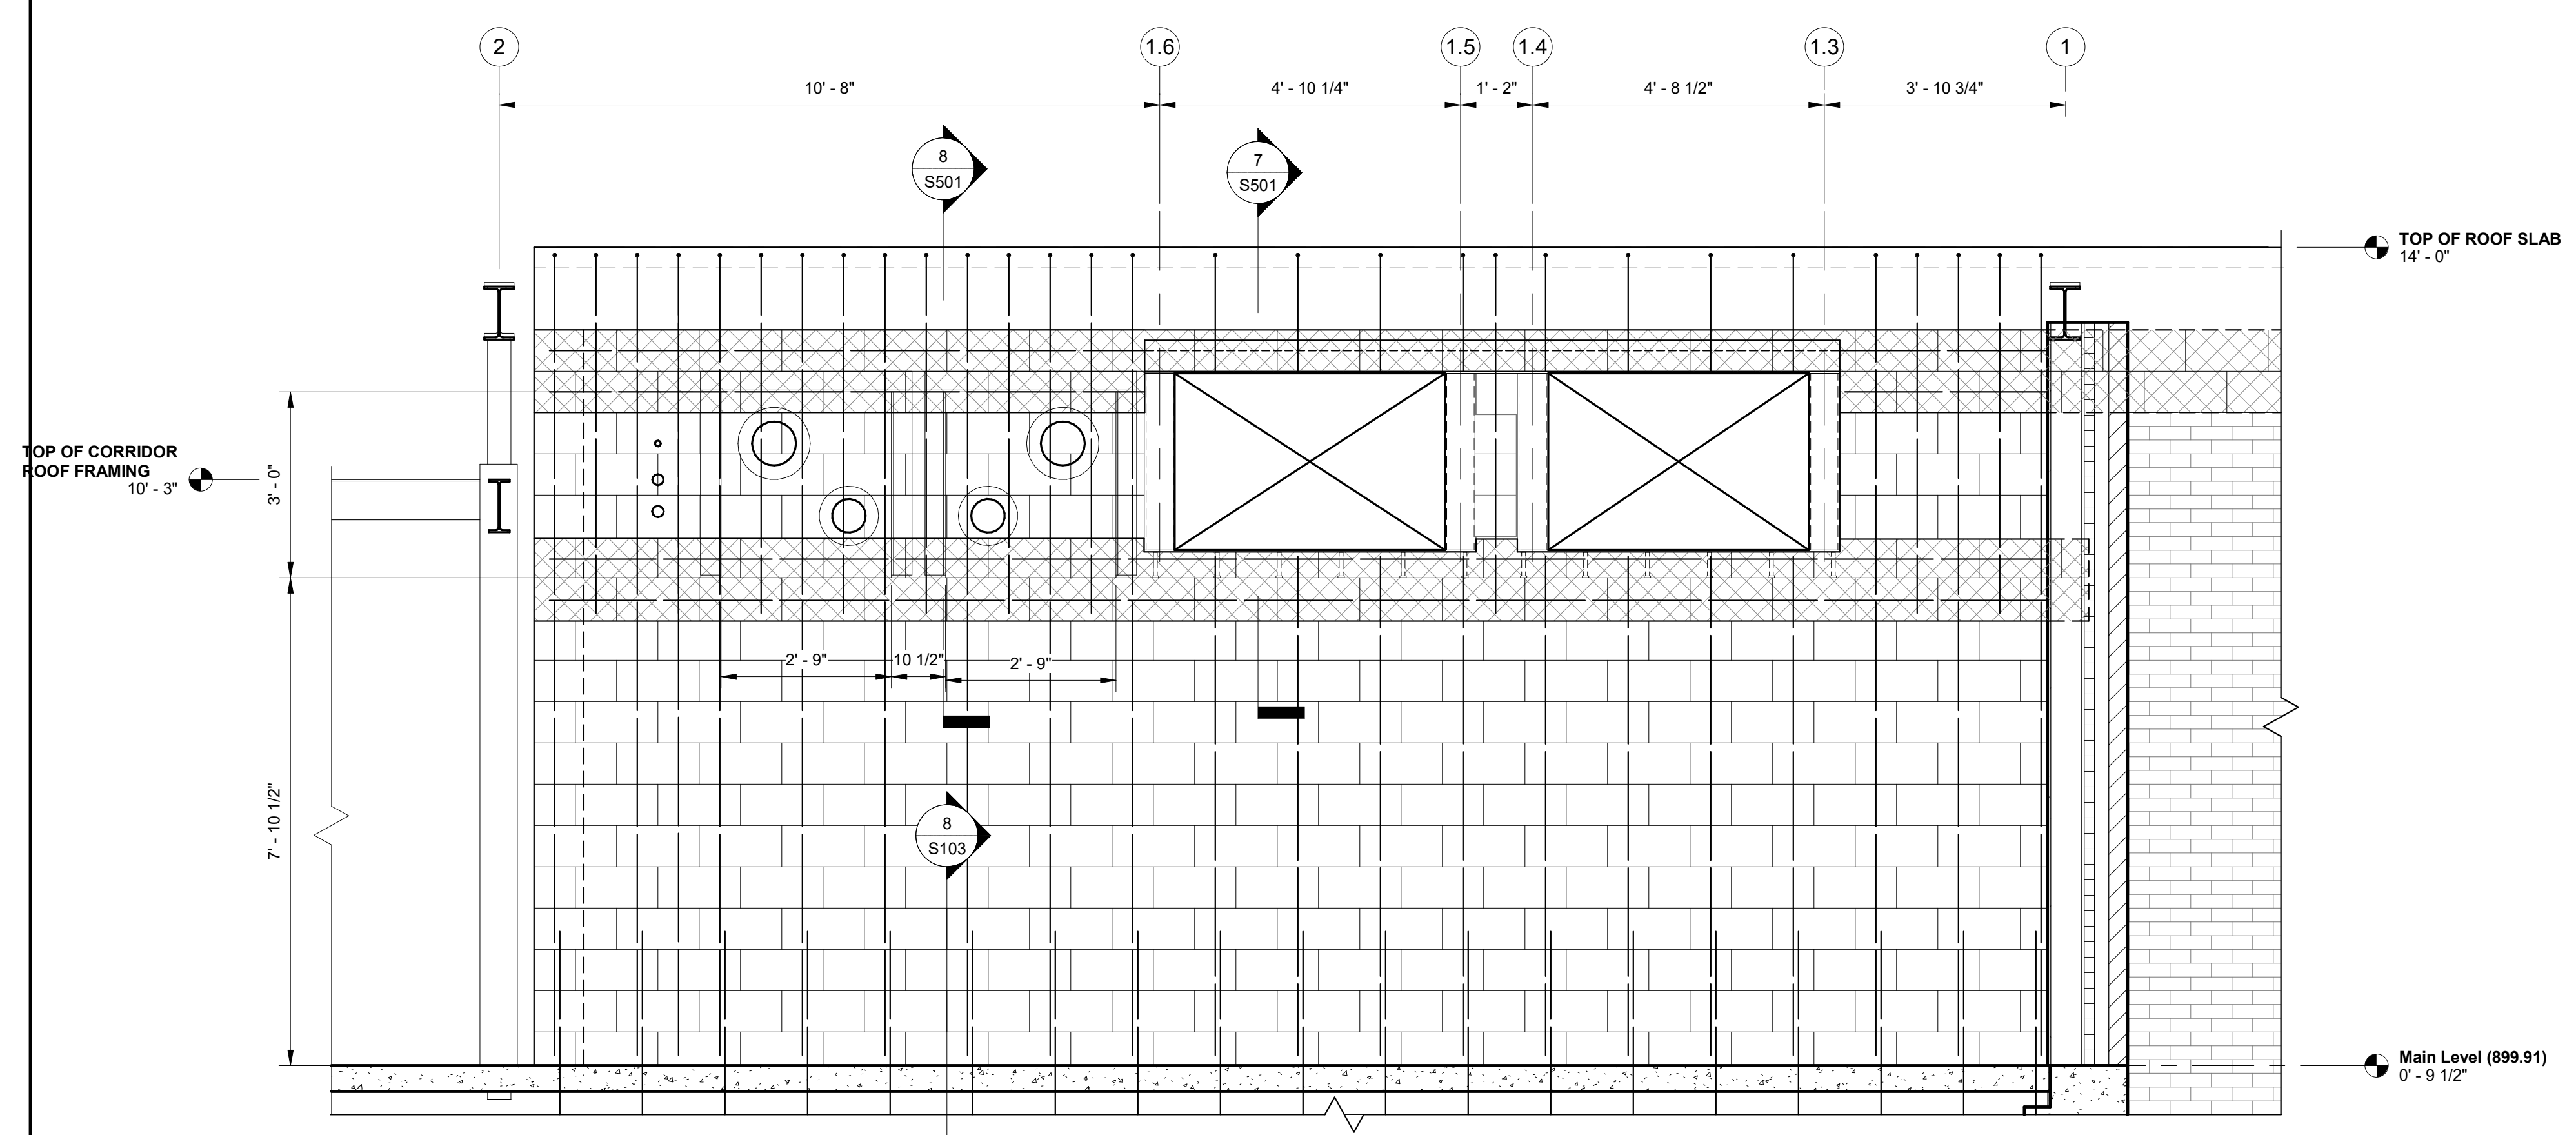 2
1.6
1.5
1.4
1.3
1
10' - 8"
4' - 10 1/4"
1' - 2"
4' - 8 1/2"
3' - 10 3/4"
8
S501
7
S501
TOP OF ROOF SLAB
14' - 0"
TOP OF CORRIDOR
ROOF FRAMING
10' - 3"
3' - 0"
2' - 9"
10 1/2"
2' - 9"
7' - 10 1/2"
8
S103
Main Level (899.91)
0' - 9 1/2"